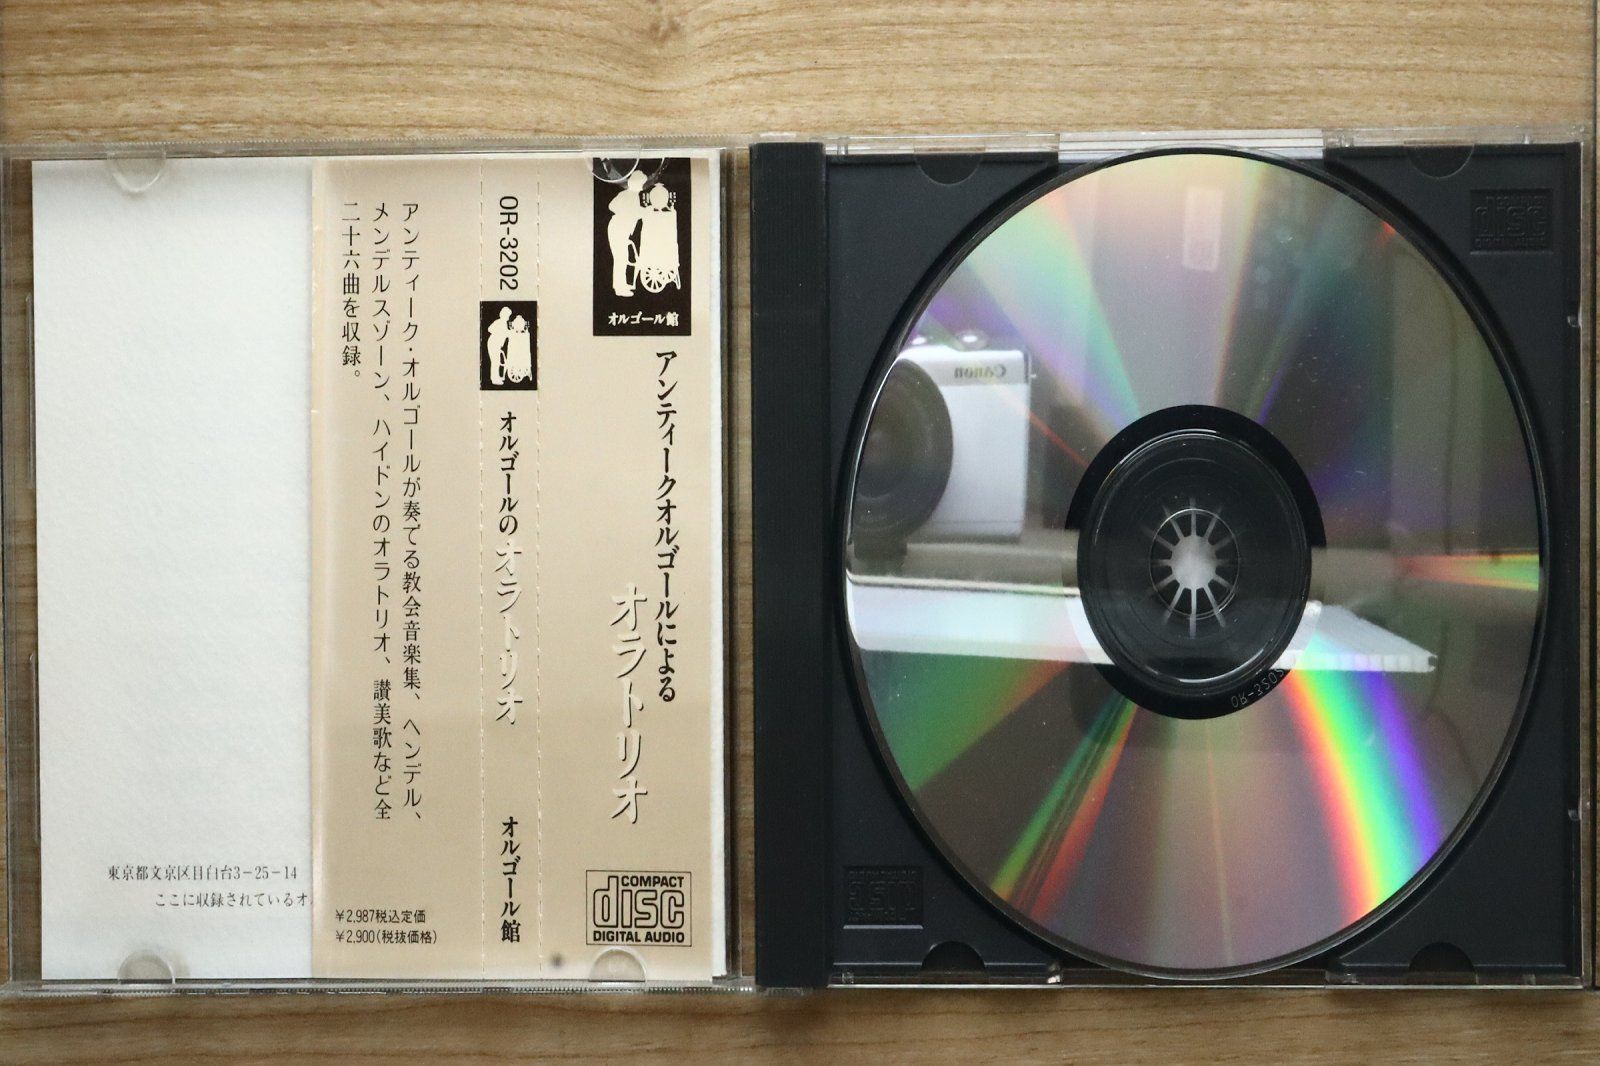 オルゴール館
アンティークオルゴールによる
オラトリオ
COMPACT
disc
DIGITAL AUDIO
OR-3202
オルゴールのオラトリオ
オルゴール館
アンティーク・オルゴールが奏でる教会音楽集、ヘンデル、
メンデルスゾーン、ハイドンのオラトリオ、讃美歌など全
二十六曲を収録。
¥2,987税込定価
¥2,900(税抜価格)
東京都文京区目白台3-25-14
ここに収録されているオ
Canon
OR-3202
COMPACT
disc
DIGITAL AUDIO